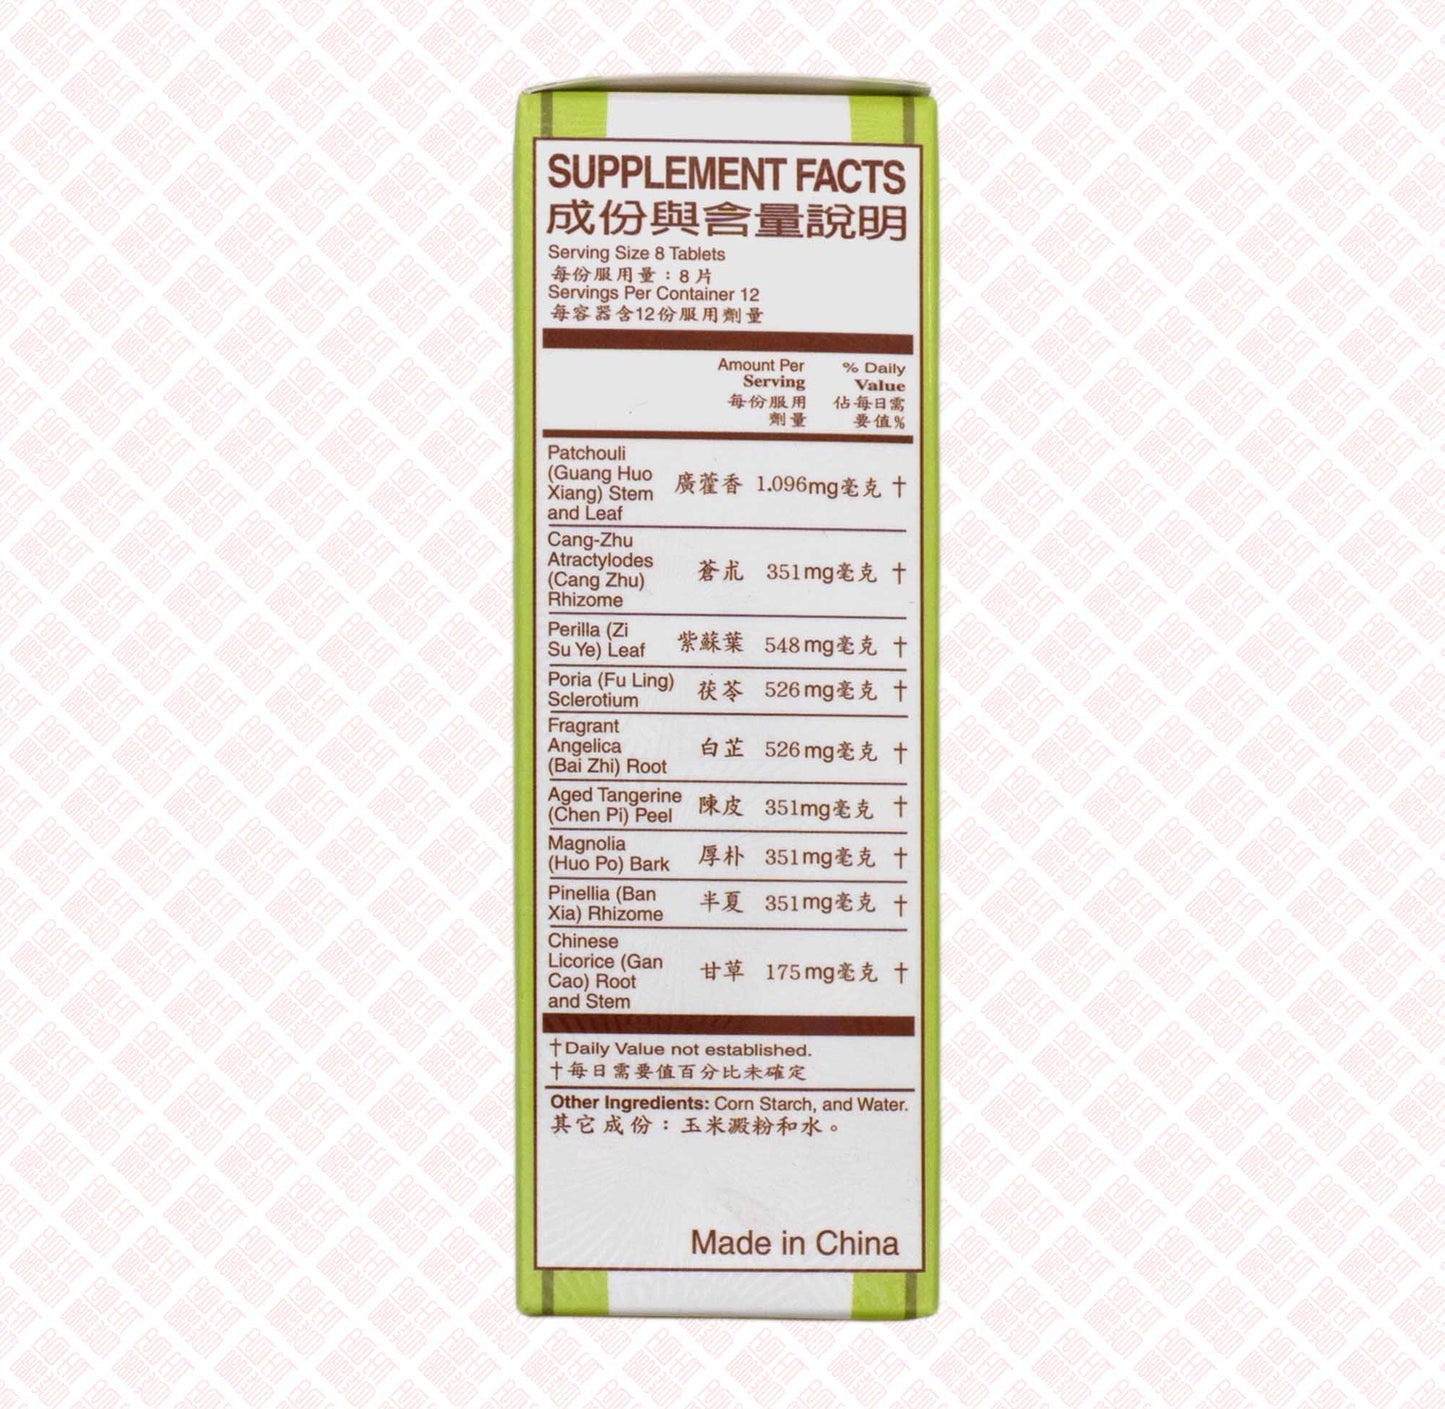 SUPPLEMENT FACTS
成份與含量說明
Serving Size 8 Tablets
每份服用量：8片
Servings Per Container 12
每容器含12份服用劑量
Amount Per % Daily
Serving Value
每份服用 佔每日需
劑量 要值%
Patchouli
(Guang Huo
Xiang) Stem
and Leaf
廣藿香 1.096mg毫克 †
Cang-Zhu
Atractylodes
(Cang Zhu)
Rhizome
蒼朮 351mg毫克 †
Perilla (Zi
Su Ye) Leaf
紫蘇葉 548mg毫克 †
Poria (Fu Ling)
Sclerotium
茯苓 526mg毫克 †
Fragrant
Angelica
(Bai Zhi) Root
白芷 526mg毫克 †
Aged Tangerine
(Chen Pi) Peel
陳皮 351mg毫克 †
Magnolia
(Huo Po) Bark
厚朴 351mg毫克 †
Pinellia (Ban
Xia) Rhizome
半夏 351mg毫克 †
Chinese
Licorice (Gan
Cao) Root
and Stem
甘草 175mg毫克 †
†Daily Value not established.
†每日需要值百分比未確定
Other Ingredients: Corn Starch, and Water.
其它成份：玉米澱粉和水。
Made in China